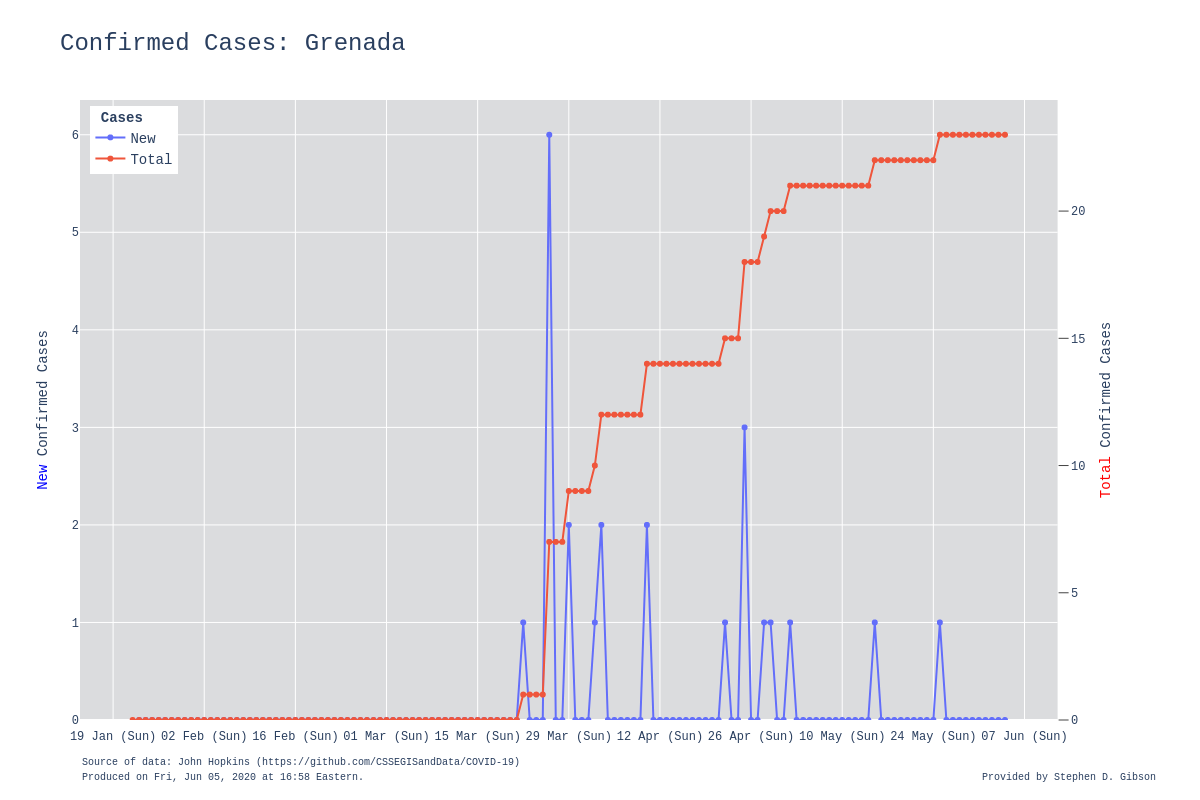 Confirmed Cases: Grenada
Cases
New
Total
6
5
4
3
2
1
0
New Confirmed Cases
20
15
10
5
0
Total Confirmed Cases
19 Jan (Sun) 02 Feb (Sun) 16 Feb (Sun) 01 Mar (Sun) 15 Mar (Sun) 29 Mar (Sun) 12 Apr (Sun) 26 Apr (Sun) 10 May (Sun) 24 May (Sun) 07 Jun (Sun)
Source of data: John Hopkins (https://github.com/CSSEGISandData/COVID-19)
Produced on Fri, Jun 05, 2020 at 16:58 Eastern.
Provided by Stephen D. Gibson